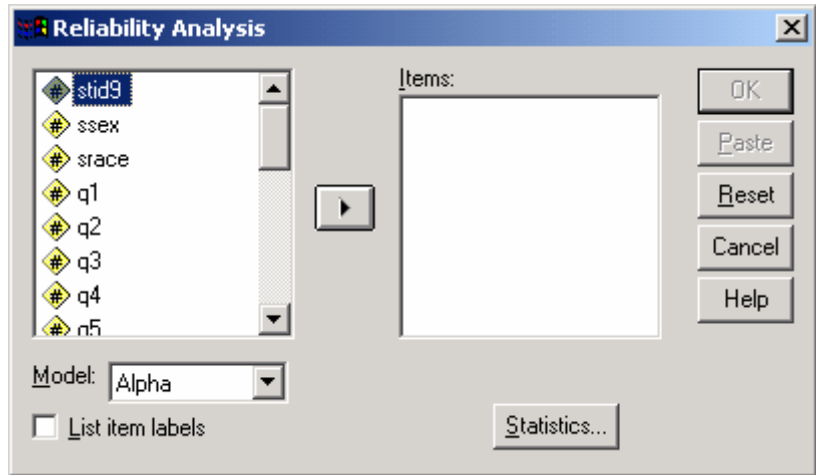 Reliability Analysis
stid9
ssex
srace
q1
q2
q3
q4
q5
Items:
OK
Paste
Reset
Cancel
Help
Model: Alpha
List item labels
Statistics...